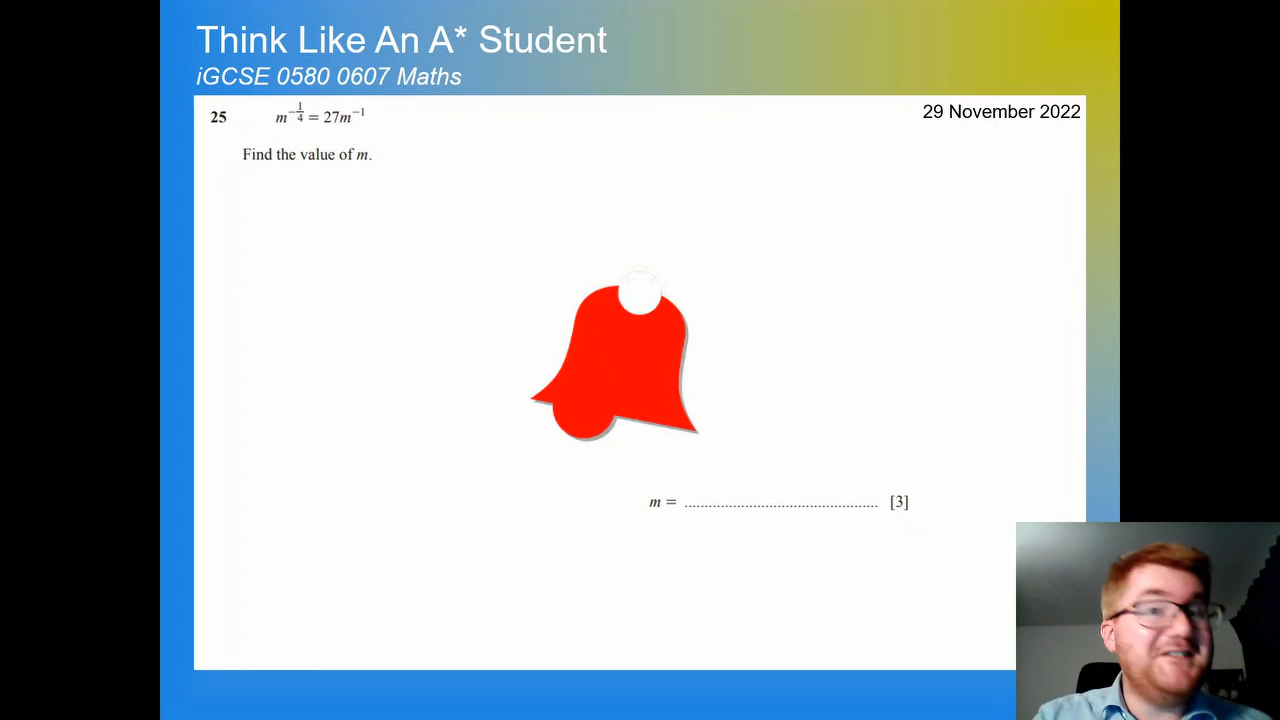 Think Like An A* Student
iGCSE 0580 0607 Maths
29 November 2022
25 m^{-\frac{1}{4}} = 27m^{-1}
Find the value of m.
m = ................................................ [3]